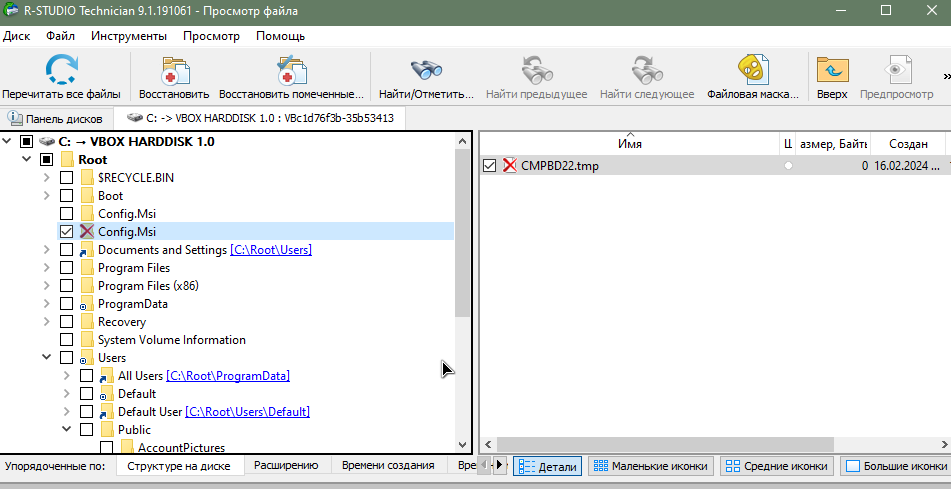 R-STUDIO Technician 9.1.191061 - Просмотр файла
Диск Файл Инструменты Просмотр Помощь
Перечитать все файлы Восстановить Восстановить помеченные... Найти/Отметить... Найти предыдущее Найти следующее Файловая маска... Вверх Предпросмотр »
Панель дисков C: -> VBOX HARDDISK 1.0 : VBc1d76f3b-35b53413
C: → VBOX HARDDISK 1.0
Root
$RECYCLE.BIN
Boot
Config.Msi
Config.Msi
Documents and Settings [C:\Root\Users]
Program Files
Program Files (x86)
ProgramData
Recovery
System Volume Information
Users
All Users [C:\Root\ProgramData]
Default
Default User [C:\Root\Users\Default]
Public
AccountPictures
Имя Ш азмер, Байты Создан
CMPBD22.tmp 0 16.02.2024 ...
Упорядоченные по: Структуре на диске Расширению Времени создания Вре
Детали Маленькие иконки Средние иконки Большие иконки